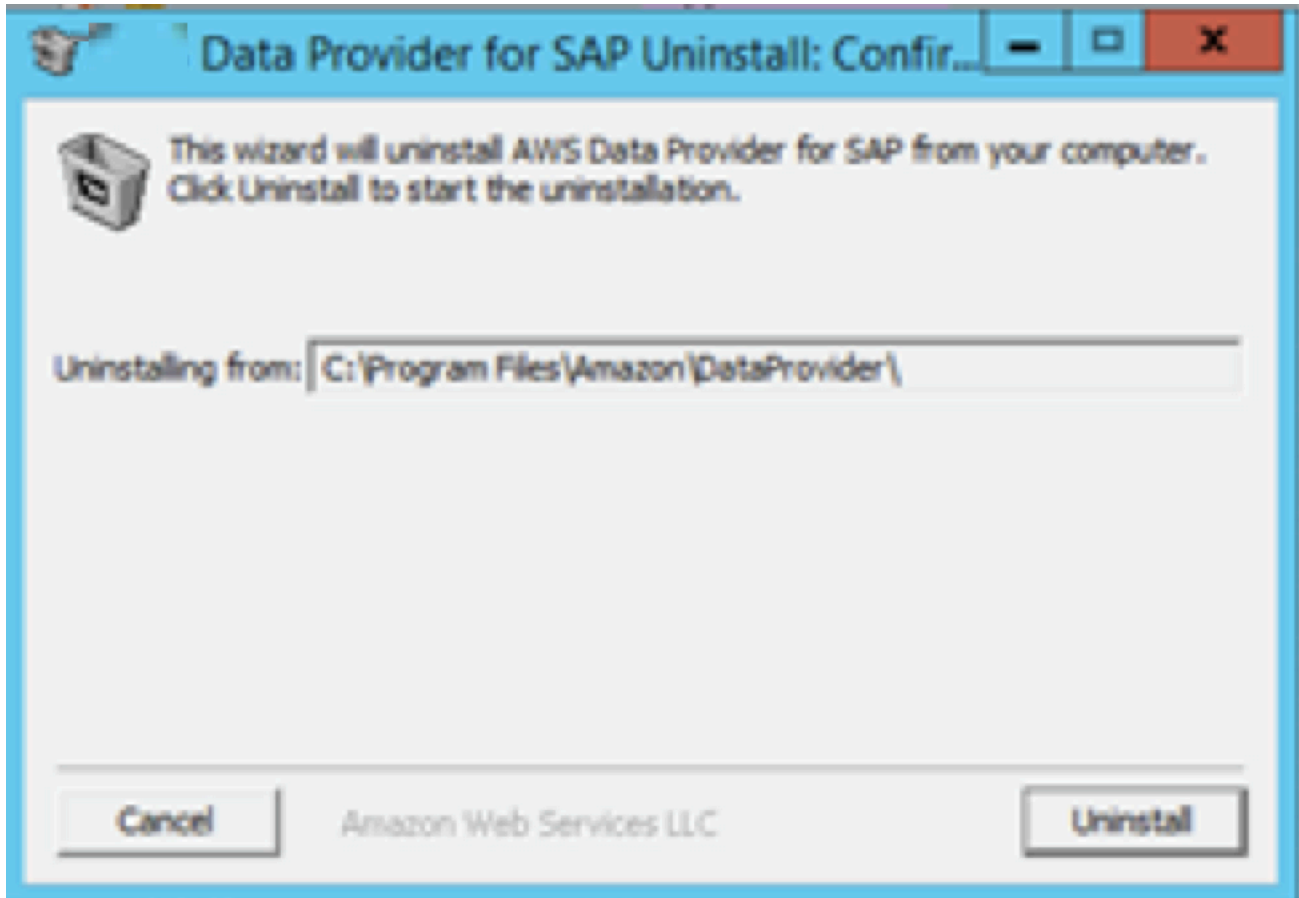 Data Provider for SAP Uninstall: Confir...
This wizard will uninstall AWS Data Provider for SAP from your computer.
Click Uninstall to start the uninstallation.
Uninstalling from: C:\Program Files\Amazon\DataProvider\
Cancel Amazon Web Services LLC Uninstall